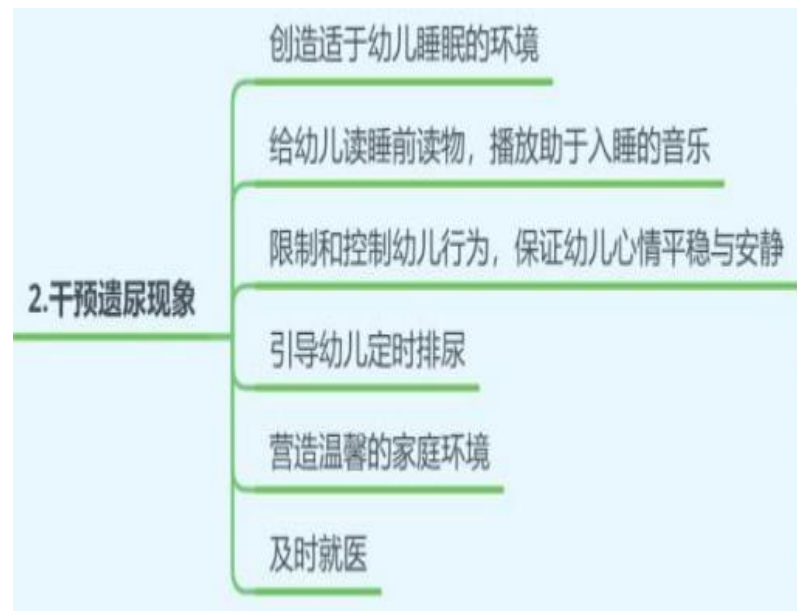 创造适于幼儿睡眠的环境
给幼儿读睡前读物，播放助于入睡的音乐
限制和控制幼儿行为，保证幼儿心情平稳与安静
2.干预遗尿现象
引导幼儿定时排尿
营造温馨的家庭环境
及时就医